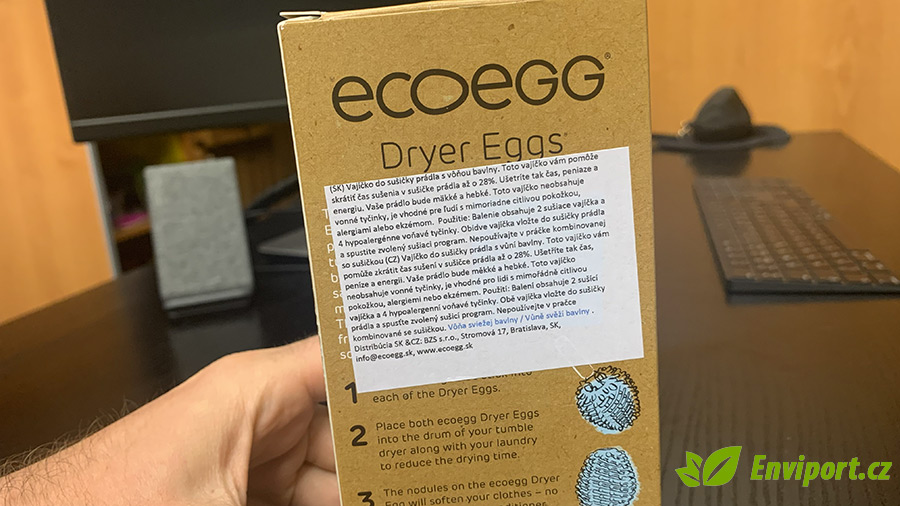 ecoegg®
Dryer Eggs®
(SK) Vajíčko do sušičky prádla s vôňou bavlny. Toto vajíčko vám pomôže
skrátiť čas sušenia v sušičke prádla až o 28%. Ušetríte tak čas, peniaze a
energiu. Vaše prádlo bude mäkké a hebké. Toto vajíčko neobsahuje
vonné tyčinky, je vhodné pre ľudí s mimoriadne citlivou pokožkou,
alergiami alebo ekzémom. Použitie: Balenie obsahuje 2 sušiace vajíčka a
4 hypoalergénne voňavé tyčinky. Obidve vajíčka vložte do sušičky prádla
a spustite zvolený sušiaci program. Nepoužívajte v práčke kombinovanej
so sušičkou (CZ) Vajíčko do sušičky prádla s vůní bavlny. Toto vajíčko vám
pomůže zkrátit čas sušení v sušičce prádla až o 28%. Ušetříte tak čas,
peníze a energii. Vaše prádlo bude měkké a hebké. Toto vajíčko
neobsahuje vonné tyčinky, je vhodné pro lidi s mimořádně citlivou
pokožkou, alergiemi nebo ekzémem. Použití: Balení obsahuje 2 sušící
vajíčka a 4 hypoalergenní voňavé tyčinky. Obě vajíčka vložte do sušičky
prádla a spusťte zvolený sušící program. Nepoužívejte v pračce
kombinované se sušičkou. Vôňa sviežej bavlny / Vůně svěží bavlny .
Distribúcia SK &CZ: BZS s.r.o., Stromová 17, Bratislava, SK,
info@ecoegg.sk, www.ecoegg.sk
1
each of the Dryer Eggs.
2 Place both ecoegg Dryer Eggs
into the drum of your tumble
dryer along with your laundry
to reduce the drying time.
3 The nodules on the ecoegg Dryer
Egg will soften your clothes – no
Enviport.cz